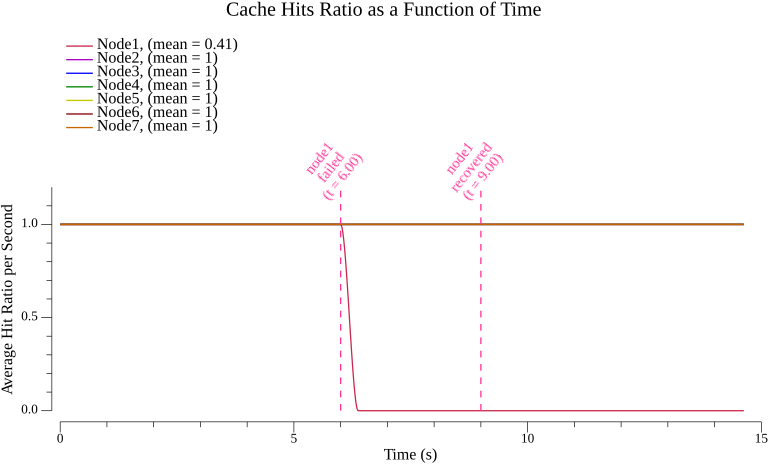 Cache Hits Ratio as a Function of Time
Node1, (mean = 0.41)
Node2, (mean = 1)
Node3, (mean = 1)
Node4, (mean = 1)
Node5, (mean = 1)
Node6, (mean = 1)
Node7, (mean = 1)
node1
failed
(t = 6.00)
node1
recovered
(t = 9.00)
Average Hit Ratio per Second
1.0
0.5
0.0
0
5
10
15
Time (s)